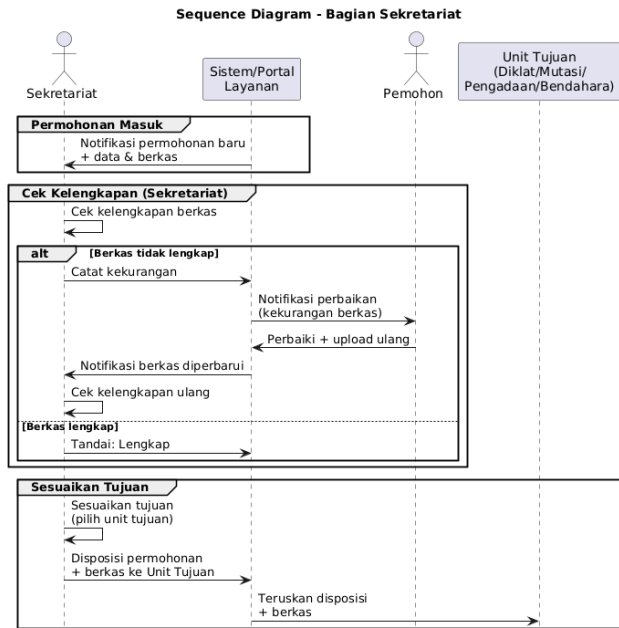 Sequence Diagram - Bagian Sekretariat
Sekretariat
Sistem/Portal
Layanan
Pemohon
Unit Tujuan
(Diklat/Mutasi/
Pengadaan/Bendahara)
Permohonan Masuk
Notifikasi permohonan baru
+ data & berkas
Cek Kelengkapan (Sekretariat)
Cek kelengkapan berkas
alt
[Berkas tidak lengkap]
Catat kekurangan
Notifikasi perbaikan
(kekurangan berkas)
Perbaiki + upload ulang
Notifikasi berkas diperbarui
Cek kelengkapan ulang
[Berkas lengkap]
Tandai: Lengkap
Sesuaikan Tujuan
Sesuaikan tujuan
(pilih unit tujuan)
Disposisi permohonan
+ berkas ke Unit Tujuan
Teruskan disposisi
+ berkas